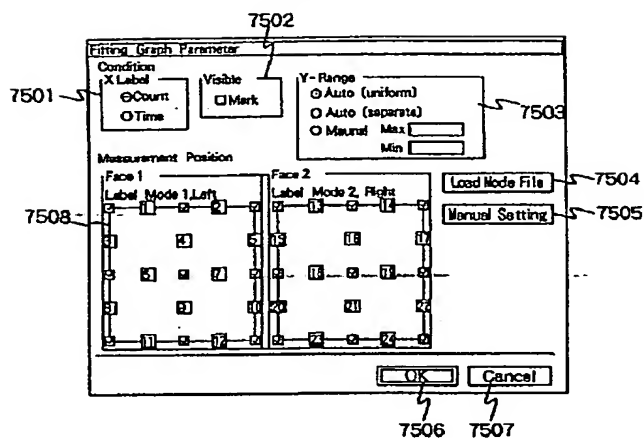 7502
Fitting Graph Parameter
Condition
X Label
Count
Time
7501
Visible
Mark
Y-Range
Auto (uniform)
Auto (separate)
Maunal Max
Min
7503
Measurement Position
Face 1
Label Mode 1,Left
1 2
3 4 5
6 7
8 9 10
11 12
7508
Face 2
Label Mode 2, Right
13 14
15 16 17
18 19
20 21 22
23 24
Load Mode File
7504
Manual Setting
7505
OK
Cancel
7506
7507